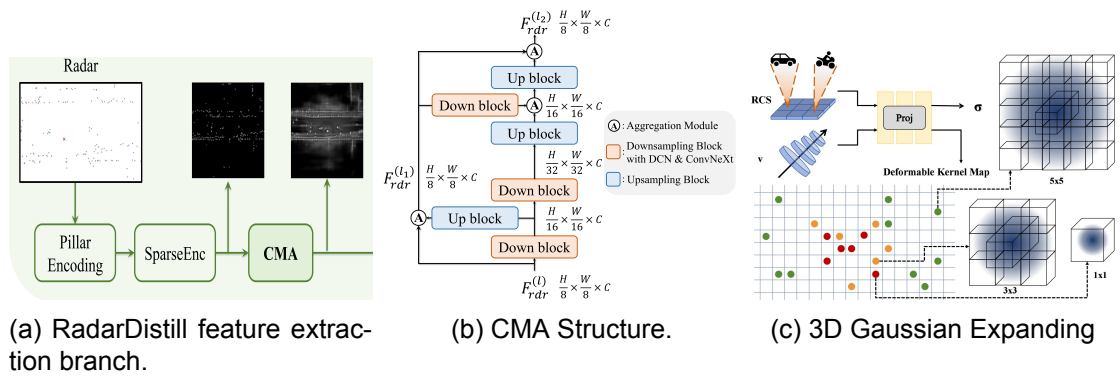 Radar
Pillar
Encoding
SparseEnc
CMA
(a) RadarDistill feature extrac-
tion branch.
F_{rdr}^{(l_2)} H/8 × W/8 × C
A
Up block
Down block
A
H/16 × W/16 × C
Up block
H/32 × W/32 × C
Down block
F_{rdr}^{(l_1)} H/8 × W/8 × C
A
Up block
H/16 × W/16 × C
Down block
F_{rdr}^{(l)} H/8 × W/8 × C
A : Aggregation Module
: Downsampling Block
with DCN & ConvNeXt
: Upsampling Block
(b) CMA Structure.
RCS
v
Proj
σ
Deformable Kernel Map
5x5
3x3
1x1
(c) 3D Gaussian Expanding